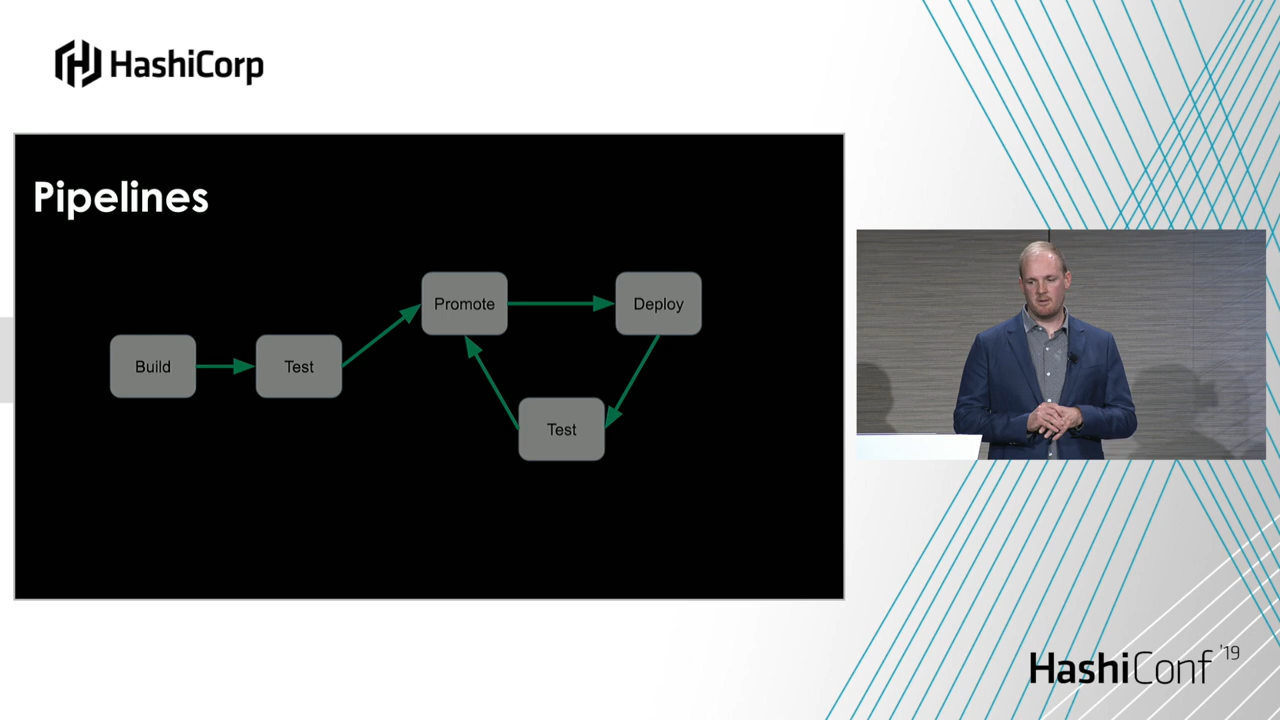 HashiCorp
Pipelines
Promote
Deploy
Build
Test
Test
HashiConf '19